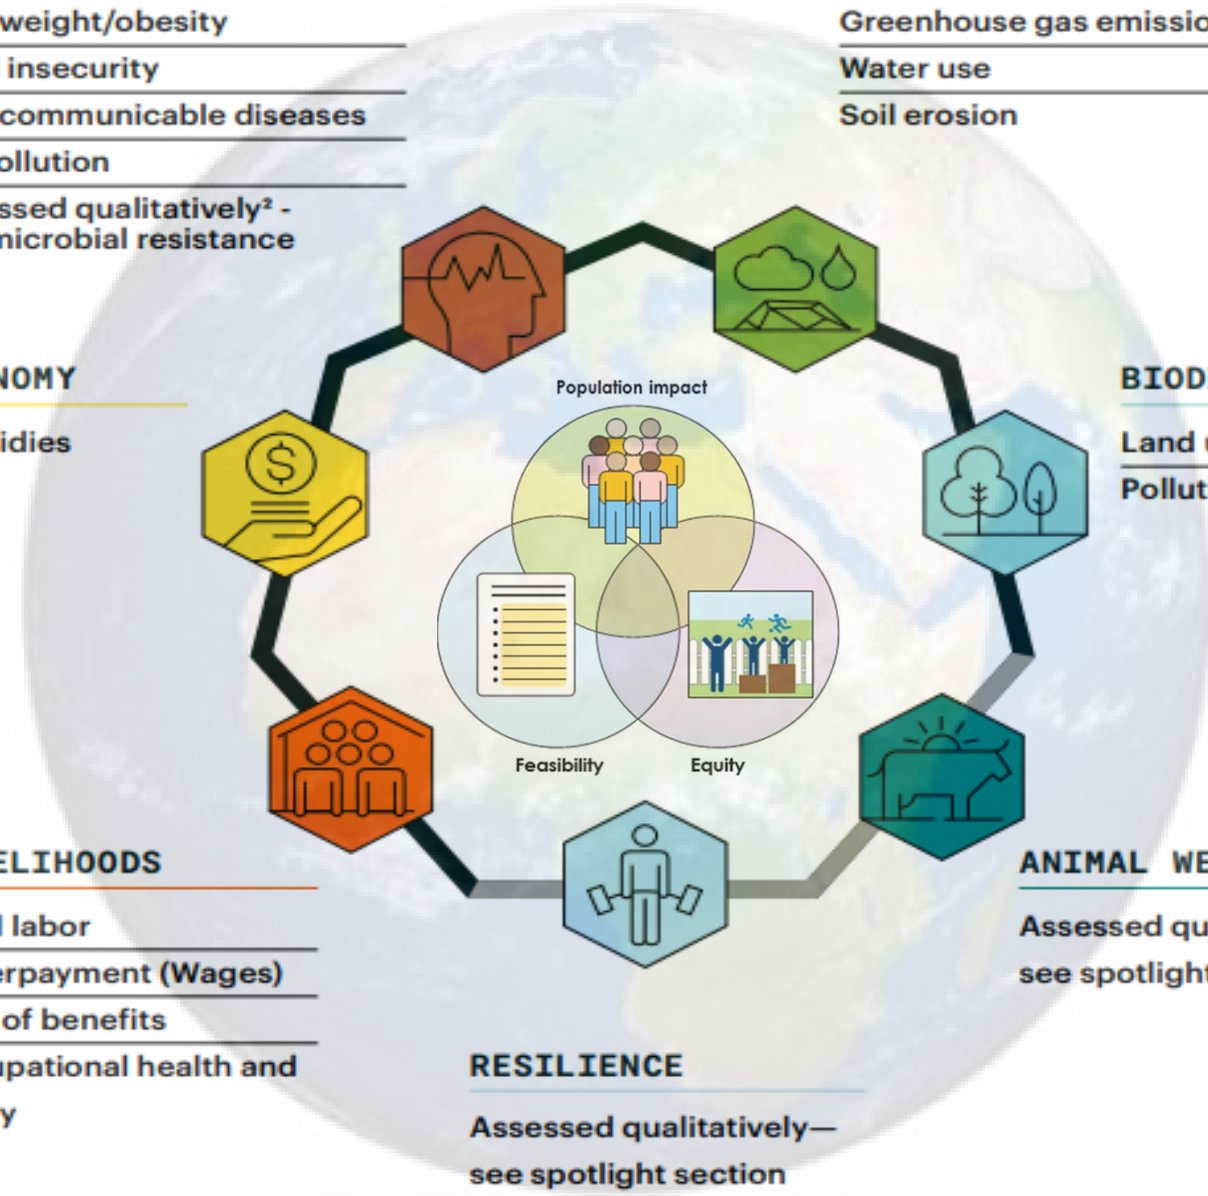 weight/obesity
insecurity
communicable diseases
ollution
ssed qualitatively² -
microbial resistance
Greenhouse gas emissio
Water use
Soil erosion
NOMY
idies
Population impact
BIOD
Land
Pollut
$
Feasibility
Equity
ELIHOODS
labor
erpayment (Wages)
of benefits
upational health and
y
ANIMAL WE
Assessed qu
see spotlight
RESILIENCE
Assessed qualitatively—
see spotlight section